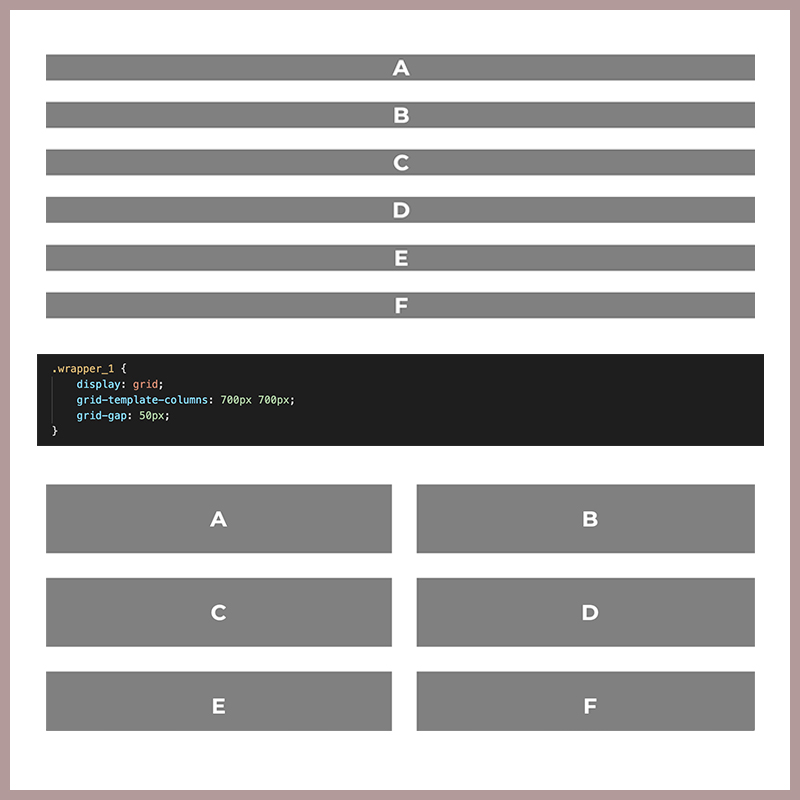 A
B
C
D
E
F
.wrapper_1 {
    display: grid;
    grid-template-columns: 700px 700px;
    grid-gap: 50px;
}
A B
C D
E F